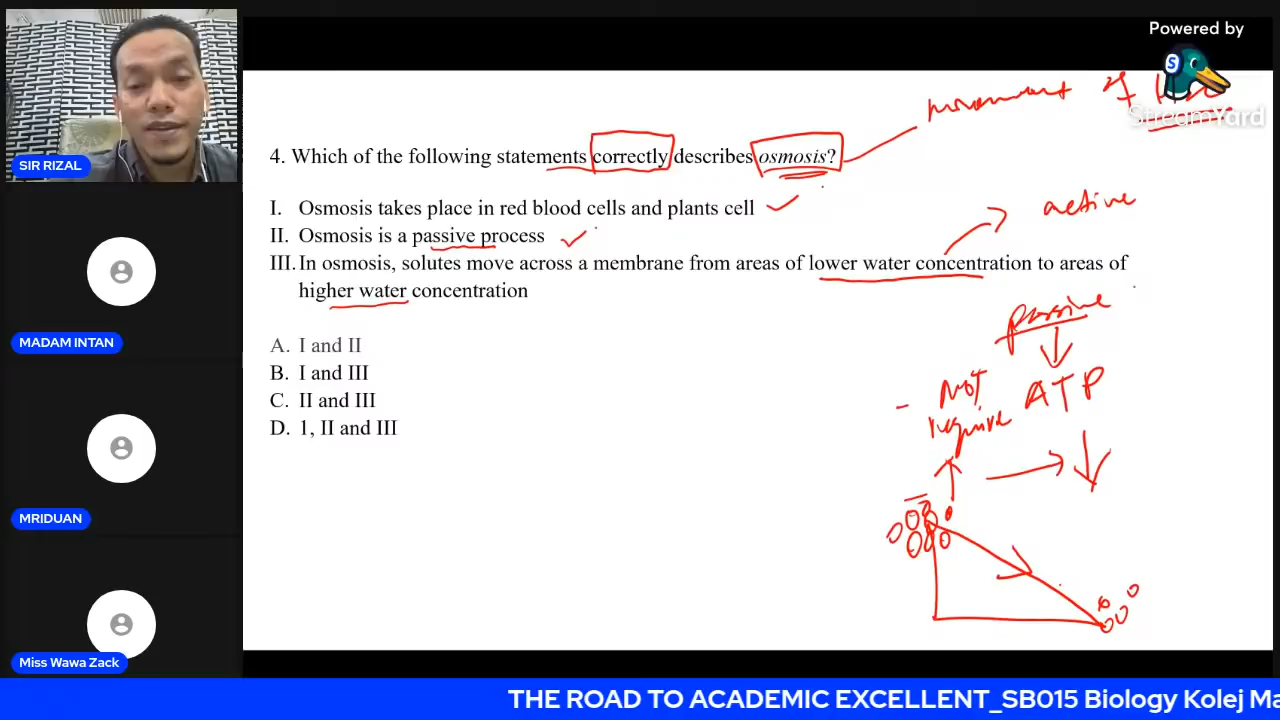 Powered by
StreamYard
movement of
SIR RIZAL
4. Which of the following statements correctly describes osmosis?
I. Osmosis takes place in red blood cells and plants cell
active
II. Osmosis is a passive process
III. In osmosis, solutes move across a membrane from areas of lower water concentration to areas of
higher water concentration
passive
MADAM INTAN
A. I and II
B. I and III
Not ATP
C. II and III
require
D. 1, II and III
MRIDUAN
Miss Wawa Zack
THE ROAD TO ACADEMIC EXCELLENT_SB015 Biology Kolej Ma